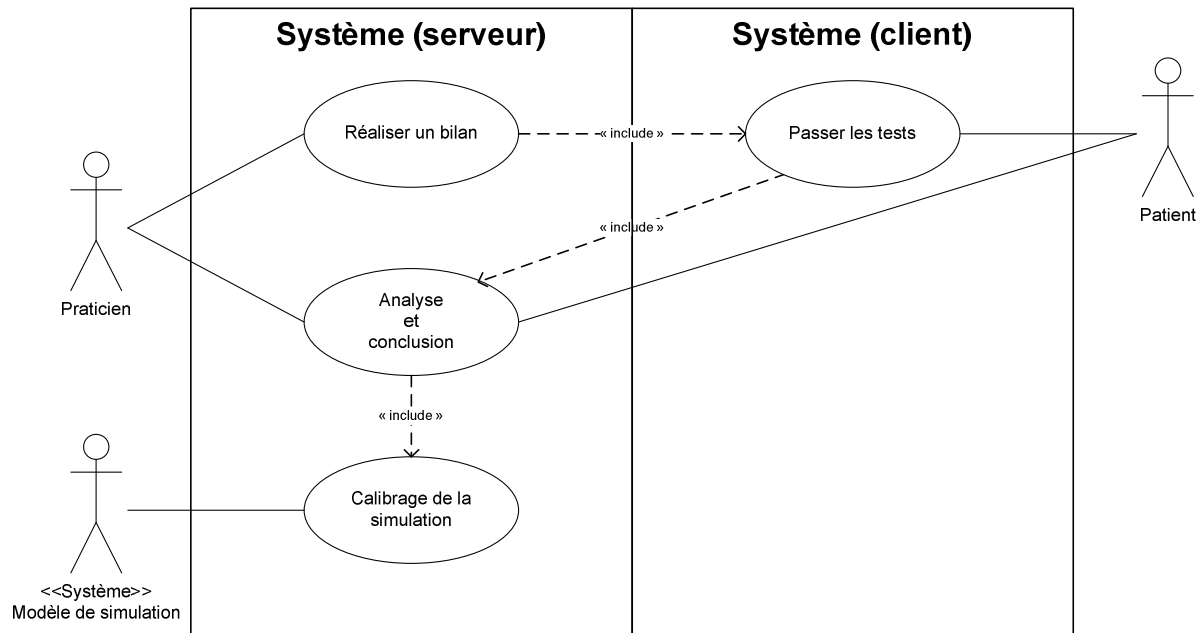 Système (serveur)
Système (client)
Réaliser un bilan
« include »
Passer les tests
Patient
« include »
Praticien
Analyse
et
conclusion
« include »
Calibrage de la
simulation
<<Système>>
Modèle de simulation